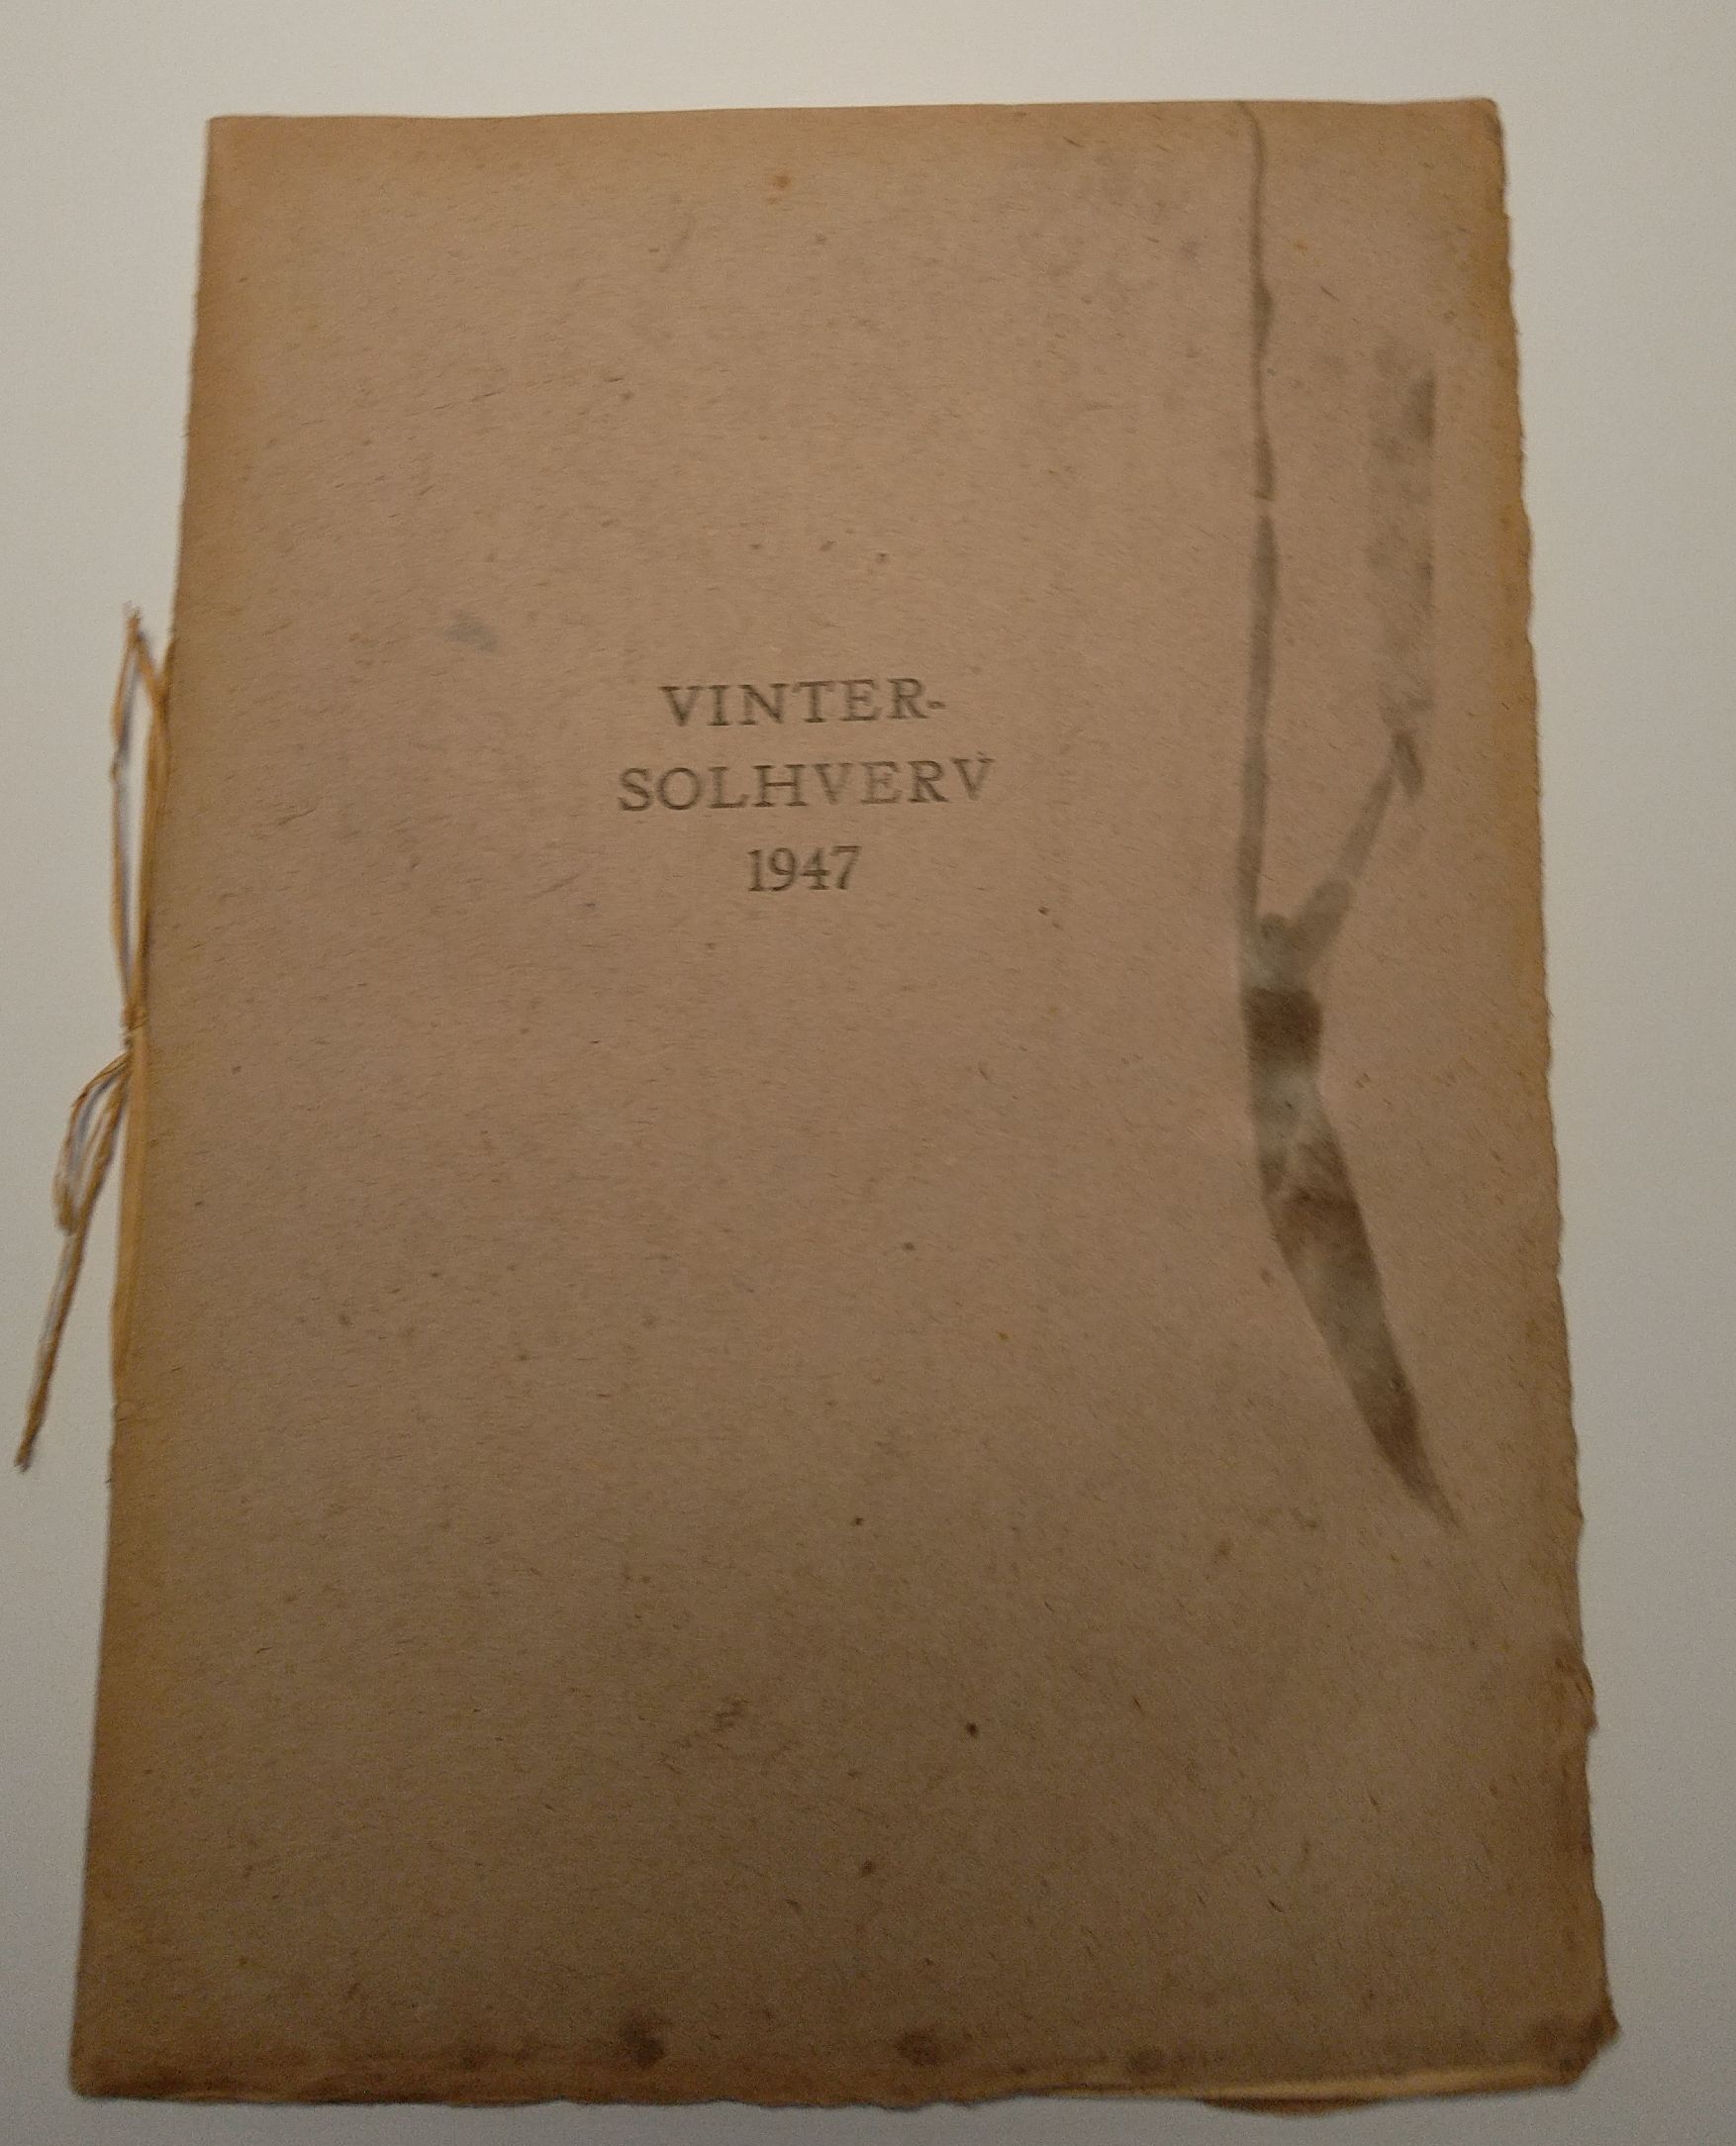 VINTER-
SOLHVERV
1947